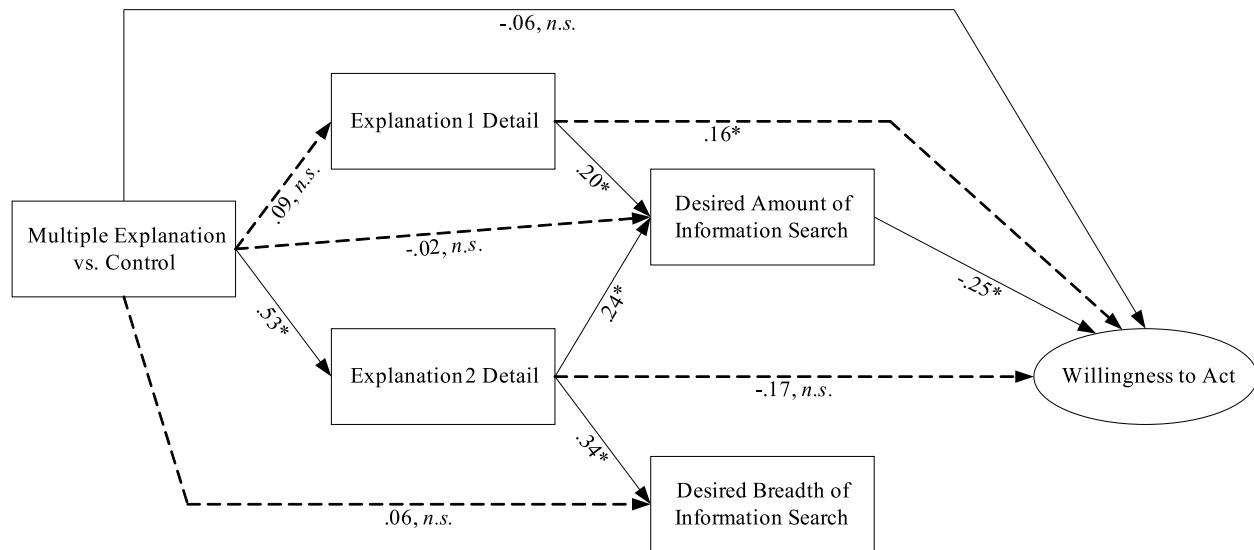 -.06, n.s.
Explanation 1 Detail
.16*
.09, n.s.
.20*
Desired Amount of
Information Search
Multiple Explanation
vs. Control
-.02, n.s.
-.25*
.53*
.24*
Explanation 2 Detail
-.17, n.s.
Willingness to Act
.34*
Desired Breadth of
Information Search
.06, n.s.